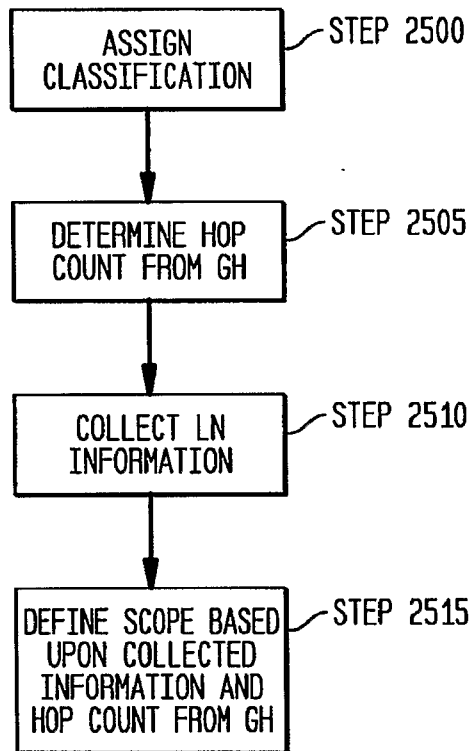 ASSIGN
CLASSIFICATION
STEP 2500
DETERMINE HOP
COUNT FROM GH
STEP 2505
COLLECT LN
INFORMATION
STEP 2510
DEFINE SCOPE BASED
UPON COLLECTED
INFORMATION AND
HOP COUNT FROM GH
STEP 2515